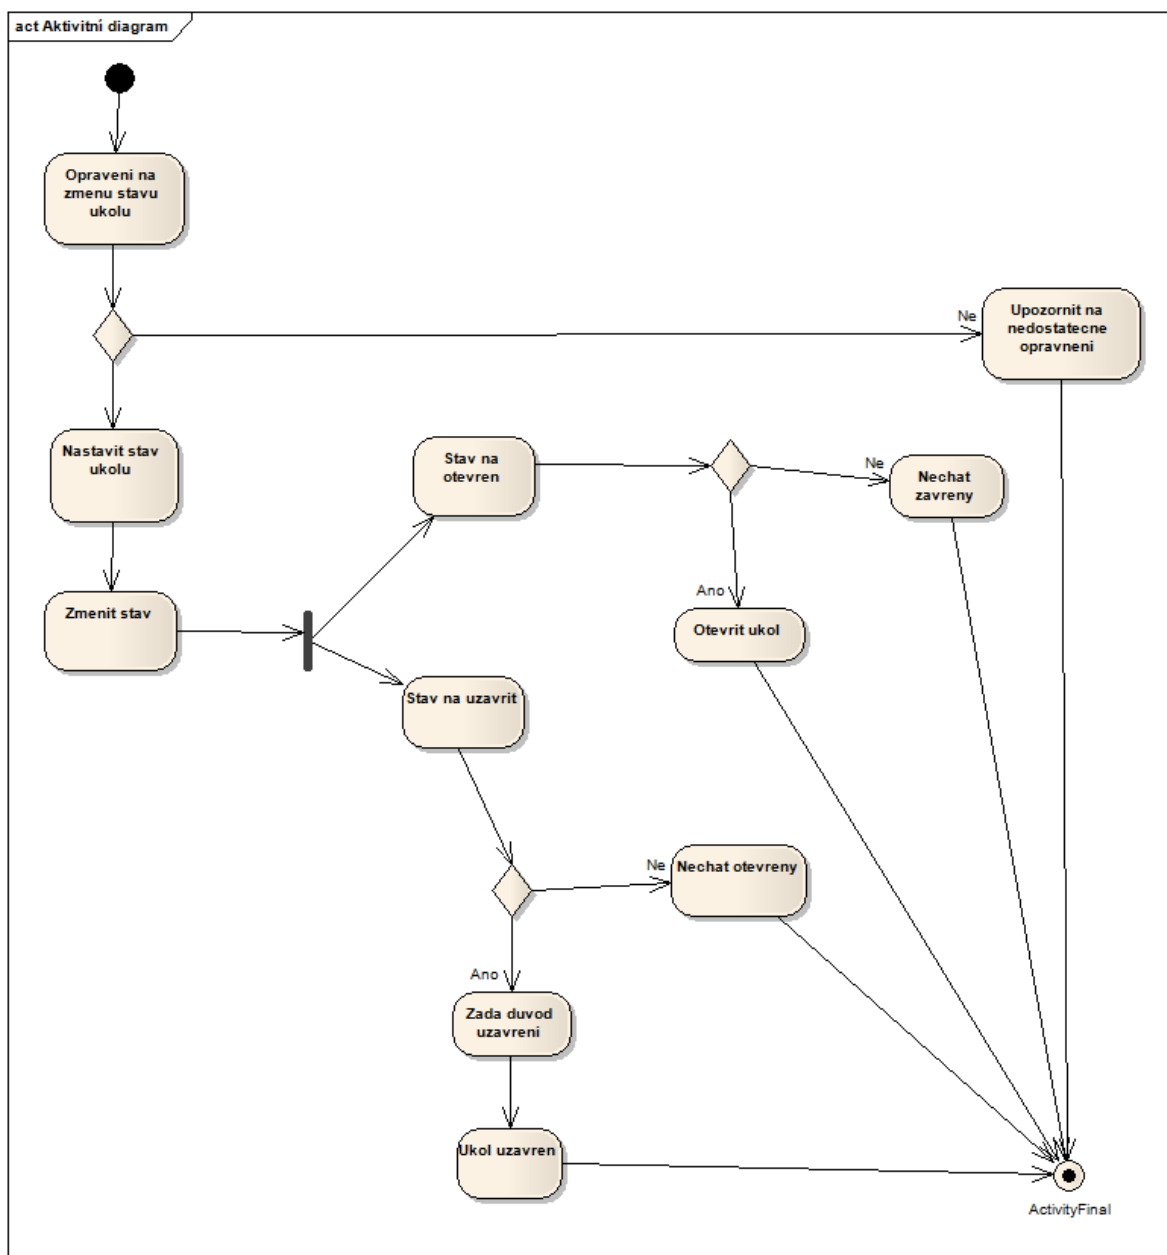 act Aktivitní diagram
Opraveni na
zmenu stavu
ukolu
Ne
Upozornit na
nedostatecne
opravneni
Nastavit stav
ukolu
Stav na
otevren
Ne
Nechat
zavreny
Zmenit stav
Ano
Otevrit ukol
Stav na uzavrit
Ne
Nechat otevreny
Ano
Zada duvod
uzavreni
Ukol uzavren
ActivityFinal